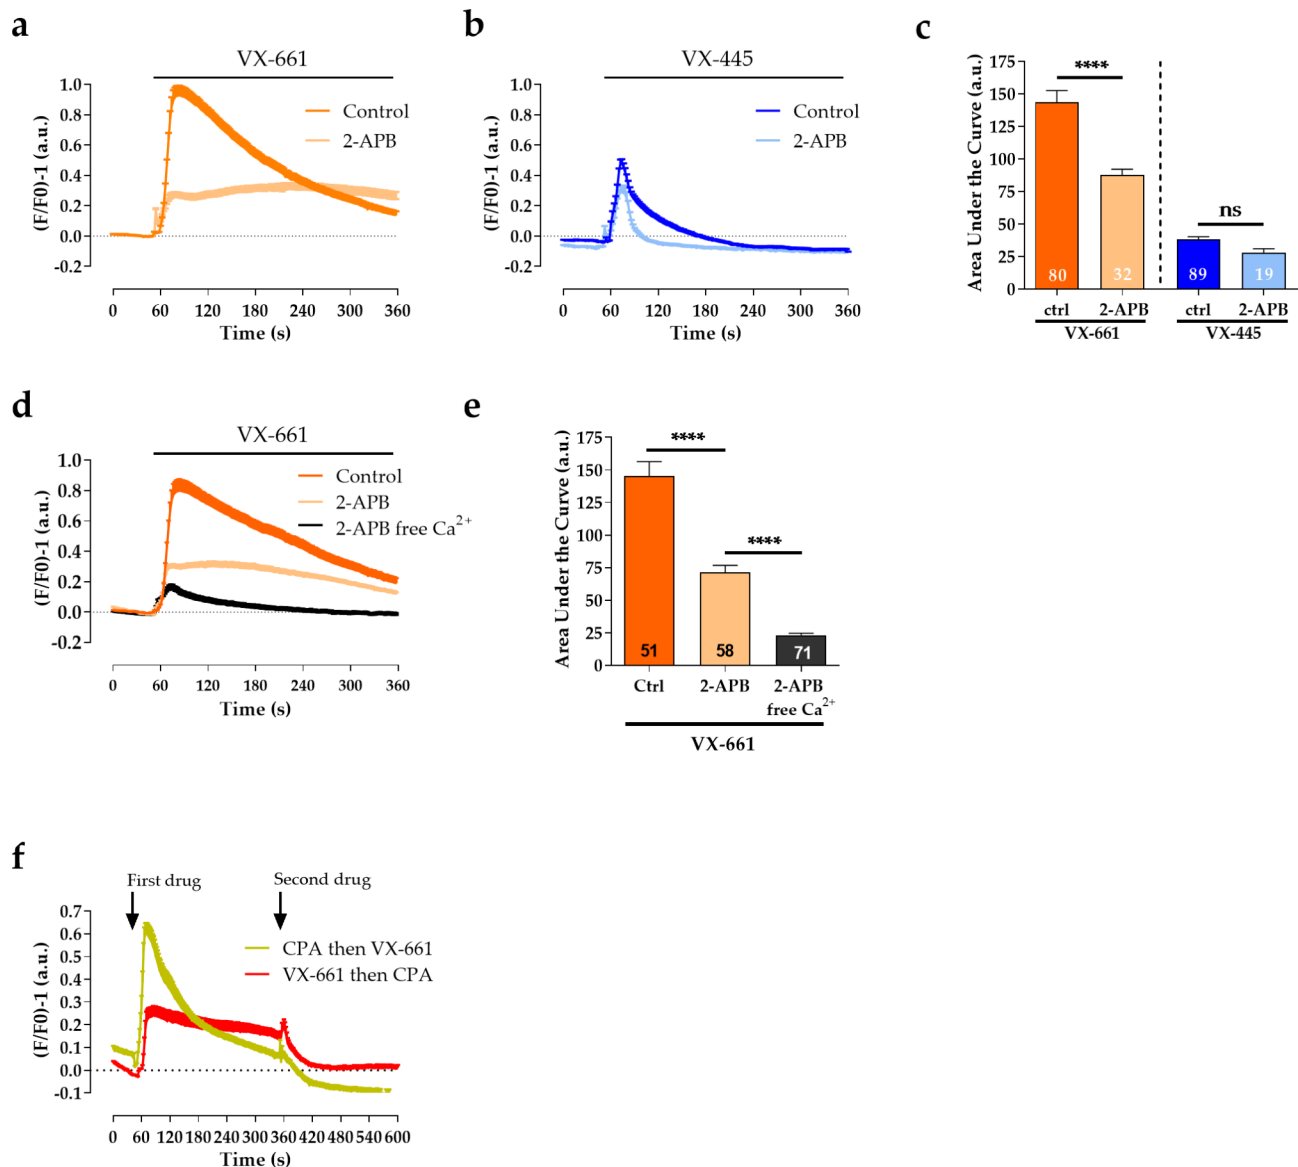 a
VX-661
1.0
0.8
0.6
0.4
0.2
0.0
-0.2
(F/F0)-1 (a.u.)
Control
2-APB
0 60 120 180 240 300 360
Time (s)
b
VX-445
1.0
0.8
0.6
0.4
0.2
0.0
-0.2
(F/F0)-1 (a.u.)
Control
2-APB
0 60 120 180 240 300 360
Time (s)
c
175
150
125
100
75
50
25
0
Area Under the Curve (a.u.)
****
ns
80 32 89 19
ctrl 2-APB ctrl 2-APB
VX-661 VX-445
d
VX-661
1.0
0.8
0.6
0.4
0.2
0.0
-0.2
(F/F0)-1 (a.u.)
Control
2-APB
2-APB free Ca2+
0 60 120 180 240 300 360
Time (s)
e
175
150
125
100
75
50
25
0
Area Under the Curve (a.u.)
****
****
51 58 71
Ctrl 2-APB 2-APB
free Ca2+
VX-661
f
First drug Second drug
0.7
0.6
0.5
0.4
0.3
0.2
0.1
0.0
-0.1
(F/F0)-1 (a.u.)
CPA then VX-661
VX-661 then CPA
0 60 120 180 240 300 360 420 480 540 600
Time (s)